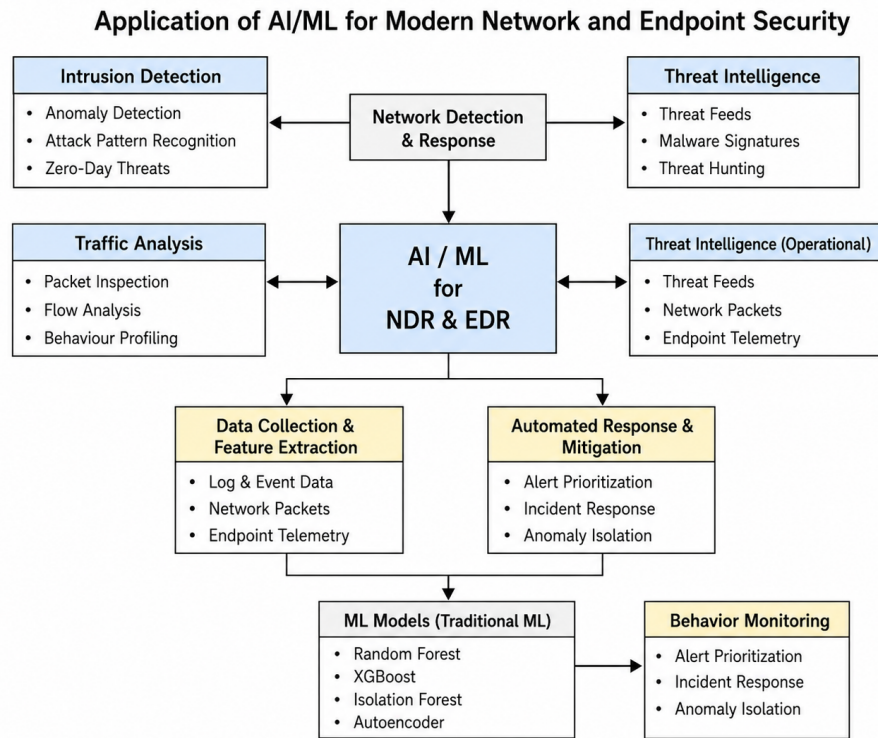 Application of AI/ML for Modern Network and Endpoint Security
Intrusion Detection
• Anomaly Detection
• Attack Pattern Recognition
• Zero-Day Threats
Network Detection
& Response
Threat Intelligence
• Threat Feeds
• Malware Signatures
• Threat Hunting
Traffic Analysis
• Packet Inspection
• Flow Analysis
• Behaviour Profiling
AI / ML
for
NDR & EDR
Threat Intelligence (Operational)
• Threat Feeds
• Network Packets
• Endpoint Telemetry
Data Collection &
Feature Extraction
• Log & Event Data
• Network Packets
• Endpoint Telemetry
Automated Response &
Mitigation
• Alert Prioritization
• Incident Response
• Anomaly Isolation
ML Models (Traditional ML)
• Random Forest
• XGBoost
• Isolation Forest
• Autoencoder
Behavior Monitoring
• Alert Prioritization
• Incident Response
• Anomaly Isolation